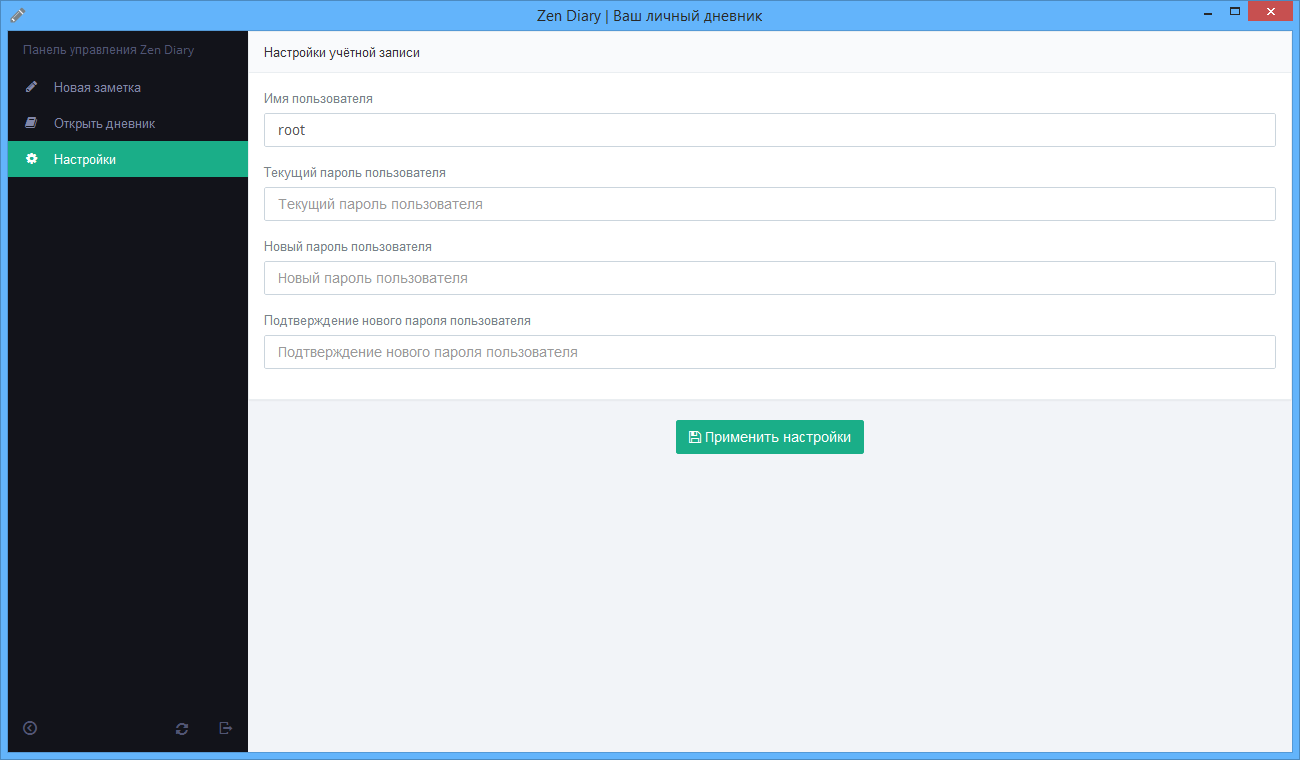 Zen Diary | Ваш личный дневник
Панель управления Zen Diary
Новая заметка
Открыть дневник
Настройки
Настройки учётной записи
Имя пользователя
root
Текущий пароль пользователя
Текущий пароль пользователя
Новый пароль пользователя
Новый пароль пользователя
Подтверждение нового пароля пользователя
Подтверждение нового пароля пользователя
Применить настройки